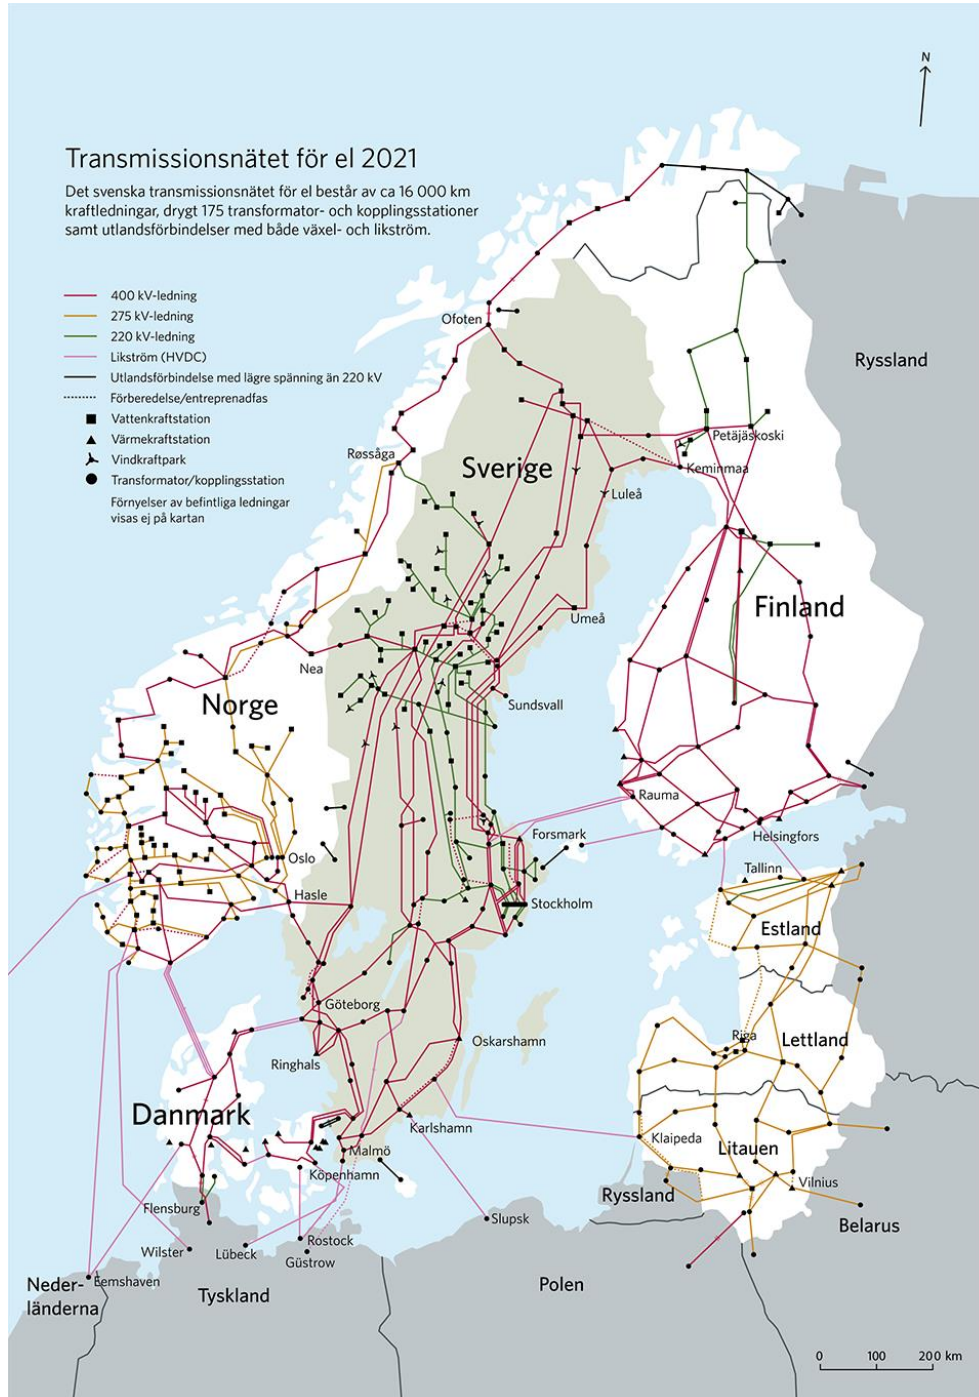 N
Transmissionsnätet för el 2021
Det svenska transmissionsnätet för el består av ca 16 000 km
kraftledningar, drygt 175 transformator- och kopplingsstationer
samt utlandsförbindelser med både växel- och likström.
400 kV-ledning
275 kV-ledning
220 kV-ledning
Likström (HVDC)
Utlandsförbindelse med lägre spänning än 220 kV
Förberedelse/entreprenadfas
Vattenkraftstation
Värmekraftstation
Vindkraftpark
Transformator/kopplingsstation
Förnyelser av befintliga ledningar
visas ej på kartan
Ofoten
Ryssland
Petäjäskoski
Røssåga
Sverige
Keminmaa
Luleå
Finland
Umeå
Nea
Norge
Sundsvall
Rauma
Forsmark
Helsingfors
Oslo
Tallinn
Hasle
Stockholm
Estland
Göteborg
Oskarshamn
Riga
Lettland
Ringhals
Danmark
Karlshamn
Klaipeda
Litauen
Malmö
Köpenhamn
Vilnius
Ryssland
Flensburg
Slupsk
Belarus
Rostock
Wilster
Lübeck
Güstrow
Eemshaven
Neder-
länderna
Tyskland
Polen
0 100 200 km